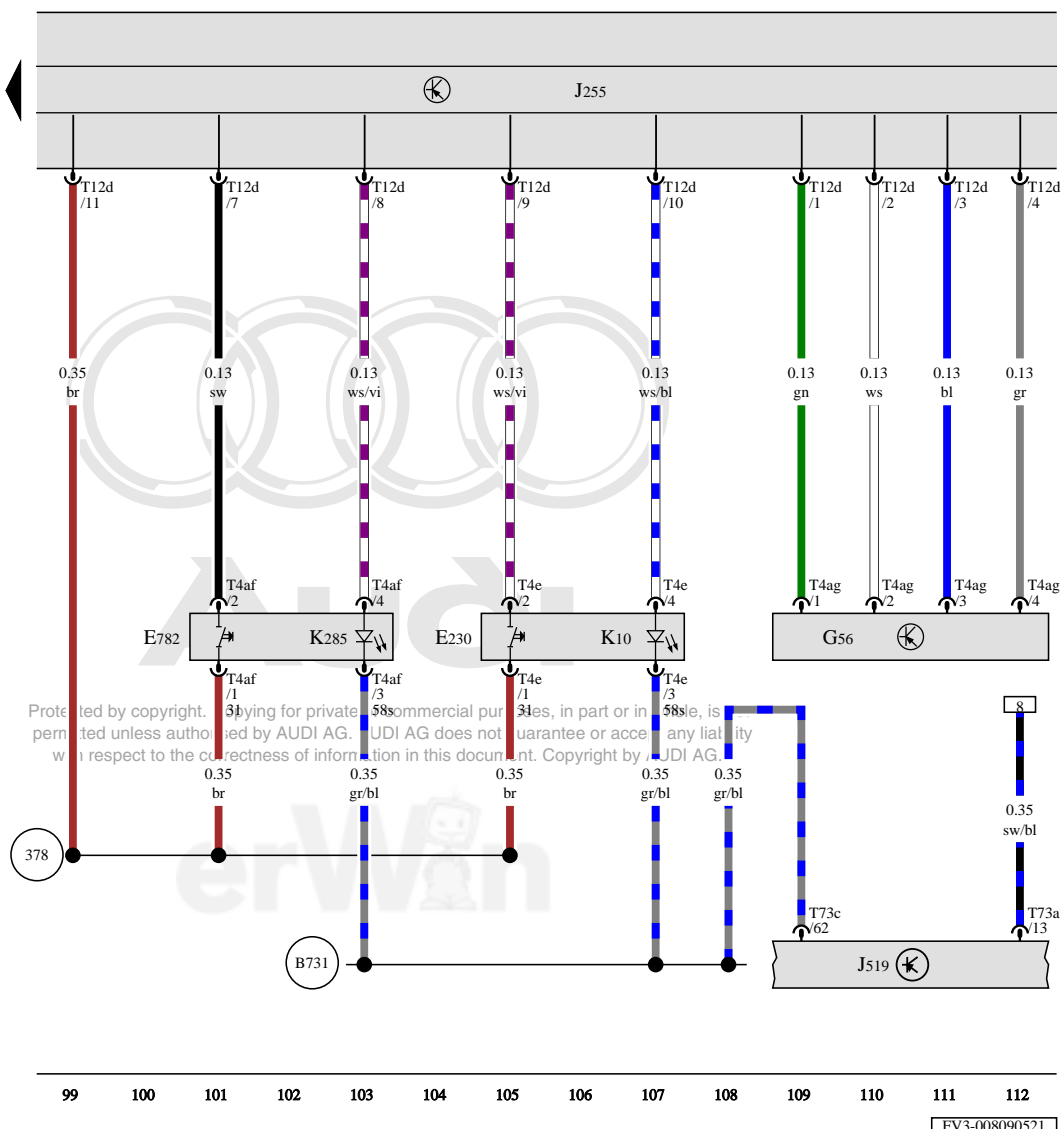 J255
T12d T12d T12d T12d T12d T12d T12d T12d T12d
/11 /7 /8 /9 /10 /1 /2 /3 /4
0.35 0.13 0.13 0.13 0.13 0.13 0.13 0.13 0.13
br sw ws/vi ws/vi ws/bl gn ws bl gr
T4af T4af T4e T4e T4ag T4ag T4ag T4ag
/2 /4 /2 /4 /1 /2 /3 /4
E782 K285 E230 K10 G56
Audi
T4af T4af T4e T4e
/1 /3 /1 /3
31 58s 31 58s
8
Protected by copyright. Copying for private or commercial purposes, in part or in whole, is not
permitted unless authorised by AUDI AG. AUDI AG does not guarantee or accept any liability
with respect to the correctness of information in this document. Copyright by AUDI AG.
0.35 0.35 0.35 0.35 0.35
br gr/bl br gr/bl gr/bl
0.35
sw/bl
erWin
378
T73c T73a
/62 /13
B731
J519
99 100 101 102 103 104 105 106 107 108 109 110 111 112
FV3-008090521